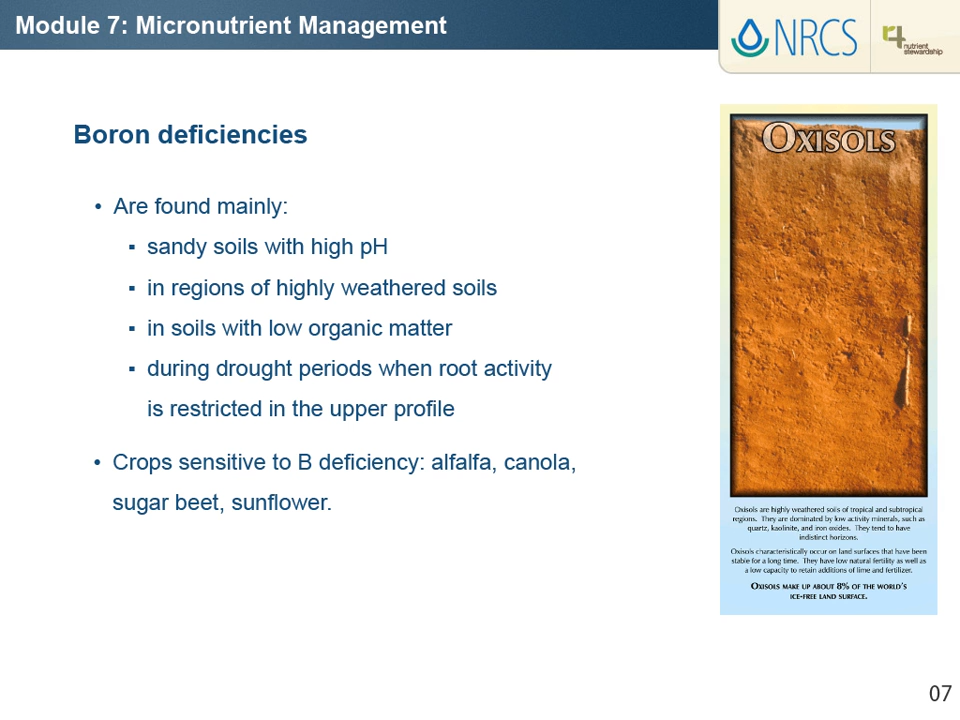 Module 7: Micronutrient Management
NRCS
r4 nutrient
stewardship
Boron deficiencies
• Are found mainly:
▪ sandy soils with high pH
▪ in regions of highly weathered soils
▪ in soils with low organic matter
▪ during drought periods when root activity
is restricted in the upper profile
• Crops sensitive to B deficiency: alfalfa, canola,
sugar beet, sunflower.
OXISOLS
Oxisols are highly weathered soils of tropical and subtropical
regions. They are dominated by low activity minerals, such as
quartz, kaolinite, and iron oxides. They tend to have
indistinct horizons.
Oxisols characteristically occur on land surfaces that have been
stable for a long time. They have low natural fertility as well as
a low capacity to retain additions of lime and fertilizer.
OXISOLS MAKE UP ABOUT 8% OF THE WORLD'S
ICE-FREE LAND SURFACE.
07